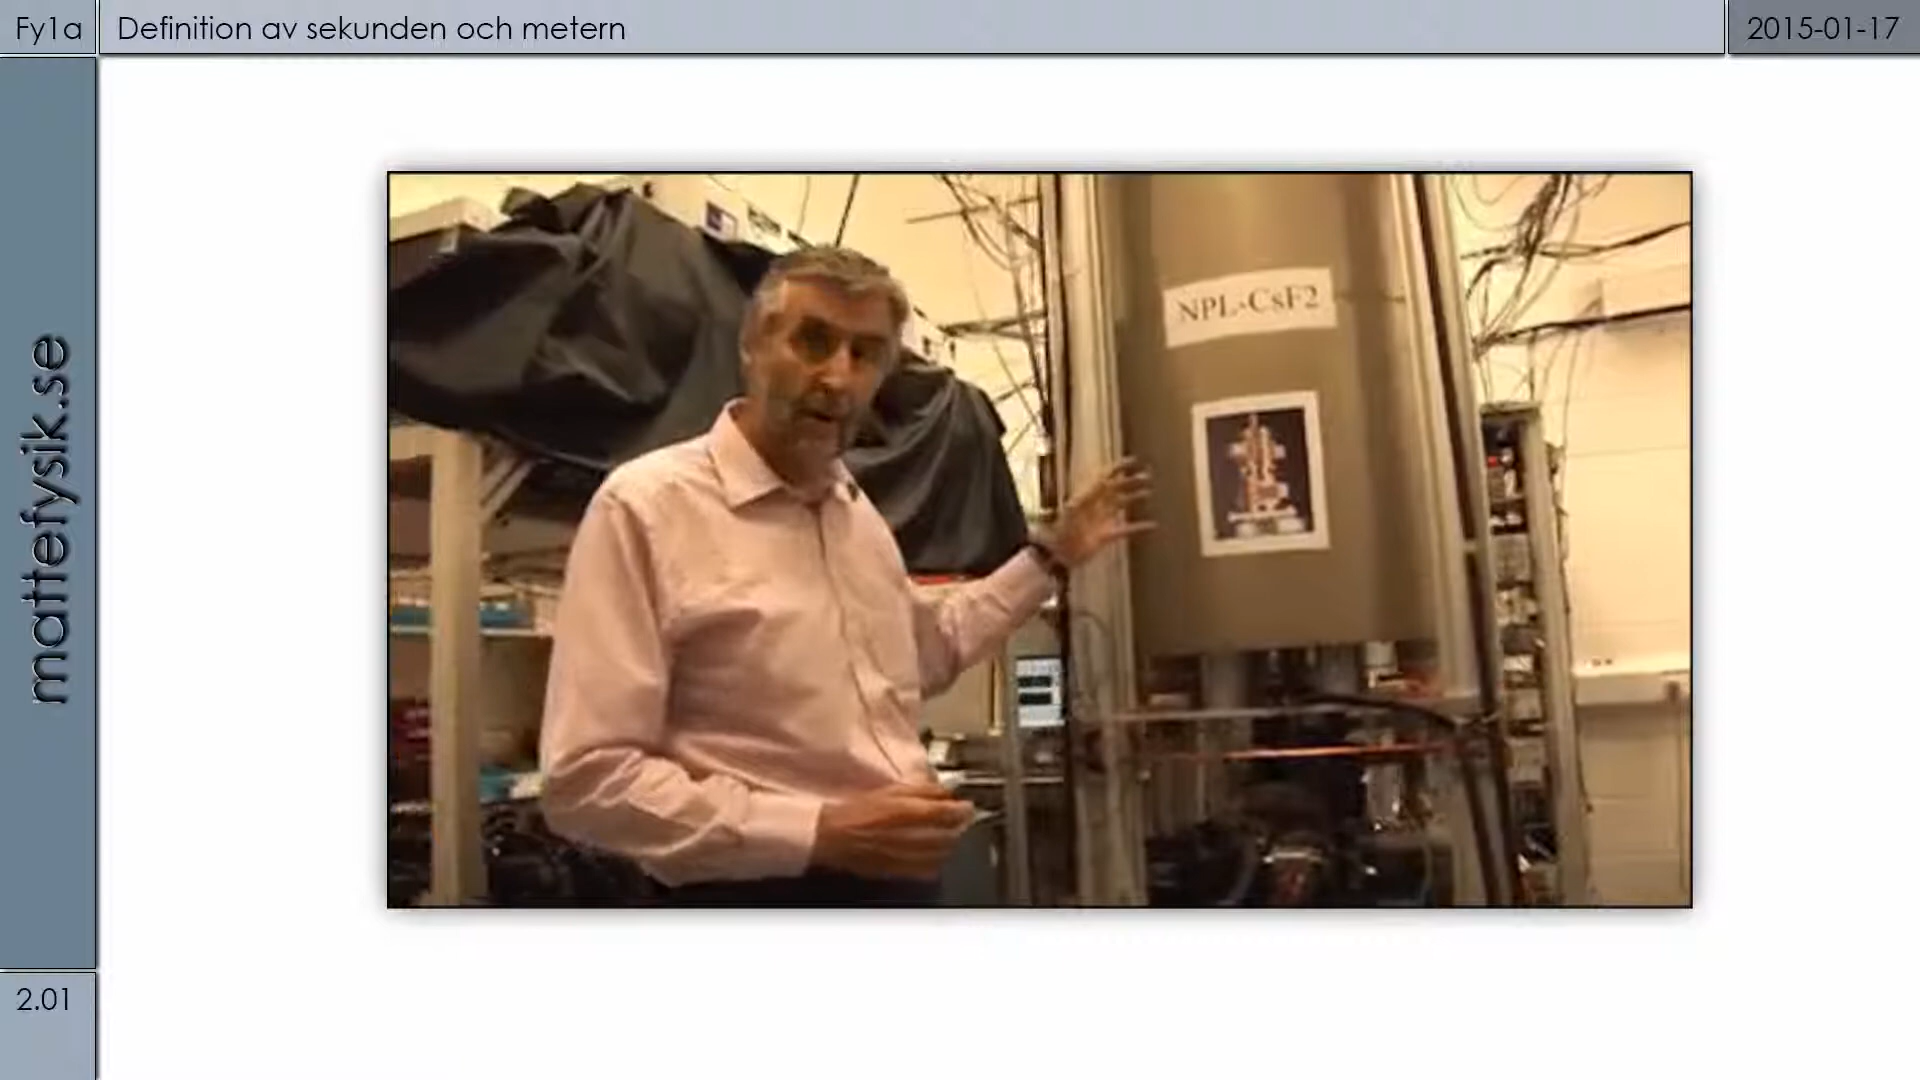 Fy1a
Definition av sekunden och metern
2015-01-17
mattefysik.se
NPL-CsF2
2.01